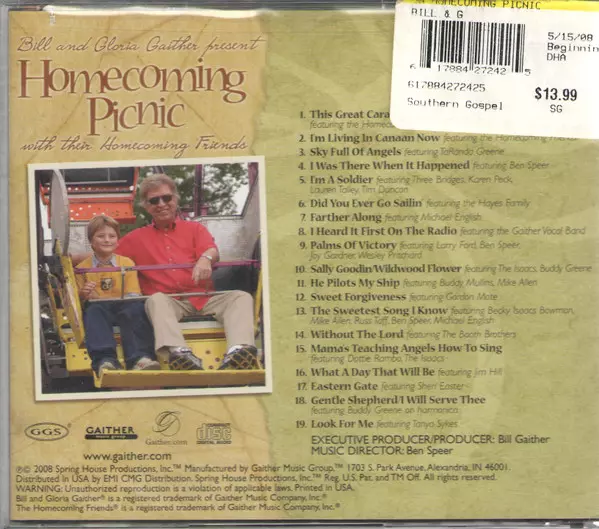 IN HOMECOMING PICNIC
BILL & G
5/15/08
Beginnin
DHA
6 17884 27242 5
617884272425
$13.99
Southern Gospel
SG
Bill and Gloria Gaither present
Homecoming
Picnic
with their Homecoming Friends
1. This Great Cara
featuring the Homecom
2. I'm Living In Canaan Now featuring the Homecoming
3. Sky Full Of Angels featuring TaRanda Greene
4. I Was There When It Happened featuring Ben Speer
5. I'm A Soldier featuring Three Bridges, Karen Peck,
Lauren Talley, Tim Duncan
6. Did You Ever Go Sailin' featuring the Hayes Family
7. Farther Along featuring Michael English
8. I Heard It First On The Radio featuring the Gaither Vocal Band
9. Palms Of Victory featuring Larry Ford, Ben Speer,
Joy Gardner, Wesley Pritchard
10. Sally Goodin/Wildwood Flower featuring The Isaacs, Buddy Greene
11. He Pilots My Ship featuring Buddy Mullins, Mike Allen
12. Sweet Forgiveness featuring Gordon Mote
13. The Sweetest Song I Know featuring Becky Isaacs Bowman,
Mike Allen, Russ Taff, Ben Speer, Michael English
14. Without The Lord featuring The Booth Brothers
15. Mama's Teaching Angels How To Sing
featuring Dottie Rambo, The Isaacs
16. What A Day That Will Be featuring Jim Hill
17. Eastern Gate featuring Sheri Easter
18. Gentle Shepherd/I Will Serve Thee
featuring Buddy Greene on harmonica
19. Look For Me featuring Tanya Sykes
EXECUTIVE PRODUCER/PRODUCER: Bill Gaither
MUSIC DIRECTOR: Ben Speer
GGS
GAITHER
music group
Gaither.com
COMPACT
disc
DIGITAL AUDIO
www.gaither.com
℗© 2008 Spring House Productions, Inc.™ Manufactured by Gaither Music Group.™ 1703 S. Park Avenue, Alexandria, IN 46001.
Distributed In USA by EMI CMG Distribution. Spring House Productions, Inc.™ Reg. U.S. Pat. and TM Off. All rights reserved.
WARNING: Unauthorized reproduction is a violation of applicable laws. Printed in USA.
Bill and Gloria Gaither® is a registered trademark of Gaither Music Company, Inc.
The Homecoming Friends® is a registered trademark of Gaither Music Company, Inc.